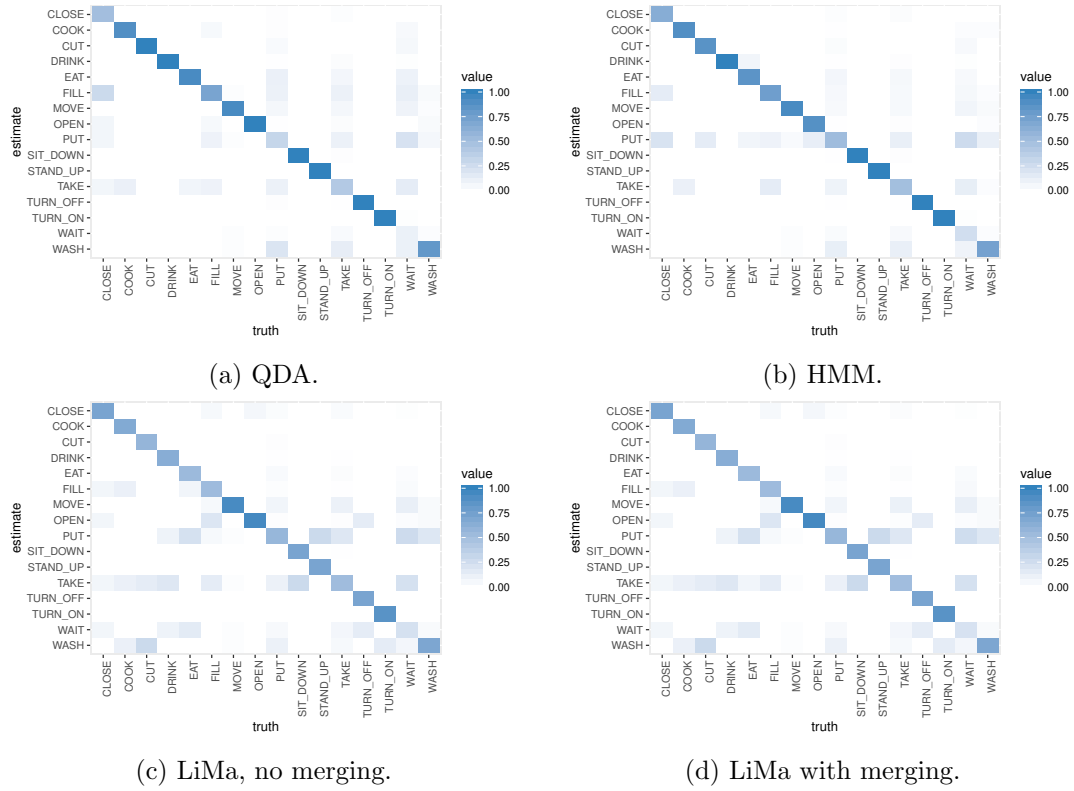 CLOSE
COOK
CUT
DRINK
EAT
FILL
MOVE
OPEN
PUT
SIT_DOWN
STAND_UP
TAKE
TURN_OFF
TURN_ON
WAIT
WASH
estimate
CLOSE
COOK
CUT
DRINK
EAT
FILL
MOVE
OPEN
PUT
SIT_DOWN
STAND_UP
TAKE
TURN_OFF
TURN_ON
WAIT
WASH
truth
value
1.00
0.75
0.50
0.25
0.00
(a) QDA.
CLOSE
COOK
CUT
DRINK
EAT
FILL
MOVE
OPEN
PUT
SIT_DOWN
STAND_UP
TAKE
TURN_OFF
TURN_ON
WAIT
WASH
estimate
CLOSE
COOK
CUT
DRINK
EAT
FILL
MOVE
OPEN
PUT
SIT_DOWN
STAND_UP
TAKE
TURN_OFF
TURN_ON
WAIT
WASH
truth
value
1.00
0.75
0.50
0.25
0.00
(b) HMM.
CLOSE
COOK
CUT
DRINK
EAT
FILL
MOVE
OPEN
PUT
SIT_DOWN
STAND_UP
TAKE
TURN_OFF
TURN_ON
WAIT
WASH
estimate
CLOSE
COOK
CUT
DRINK
EAT
FILL
MOVE
OPEN
PUT
SIT_DOWN
STAND_UP
TAKE
TURN_OFF
TURN_ON
WAIT
WASH
truth
value
1.00
0.75
0.50
0.25
0.00
(c) LiMa, no merging.
CLOSE
COOK
CUT
DRINK
EAT
FILL
MOVE
OPEN
PUT
SIT_DOWN
STAND_UP
TAKE
TURN_OFF
TURN_ON
WAIT
WASH
estimate
CLOSE
COOK
CUT
DRINK
EAT
FILL
MOVE
OPEN
PUT
SIT_DOWN
STAND_UP
TAKE
TURN_OFF
TURN_ON
WAIT
WASH
truth
value
1.00
0.75
0.50
0.25
0.00
(d) LiMa with merging.